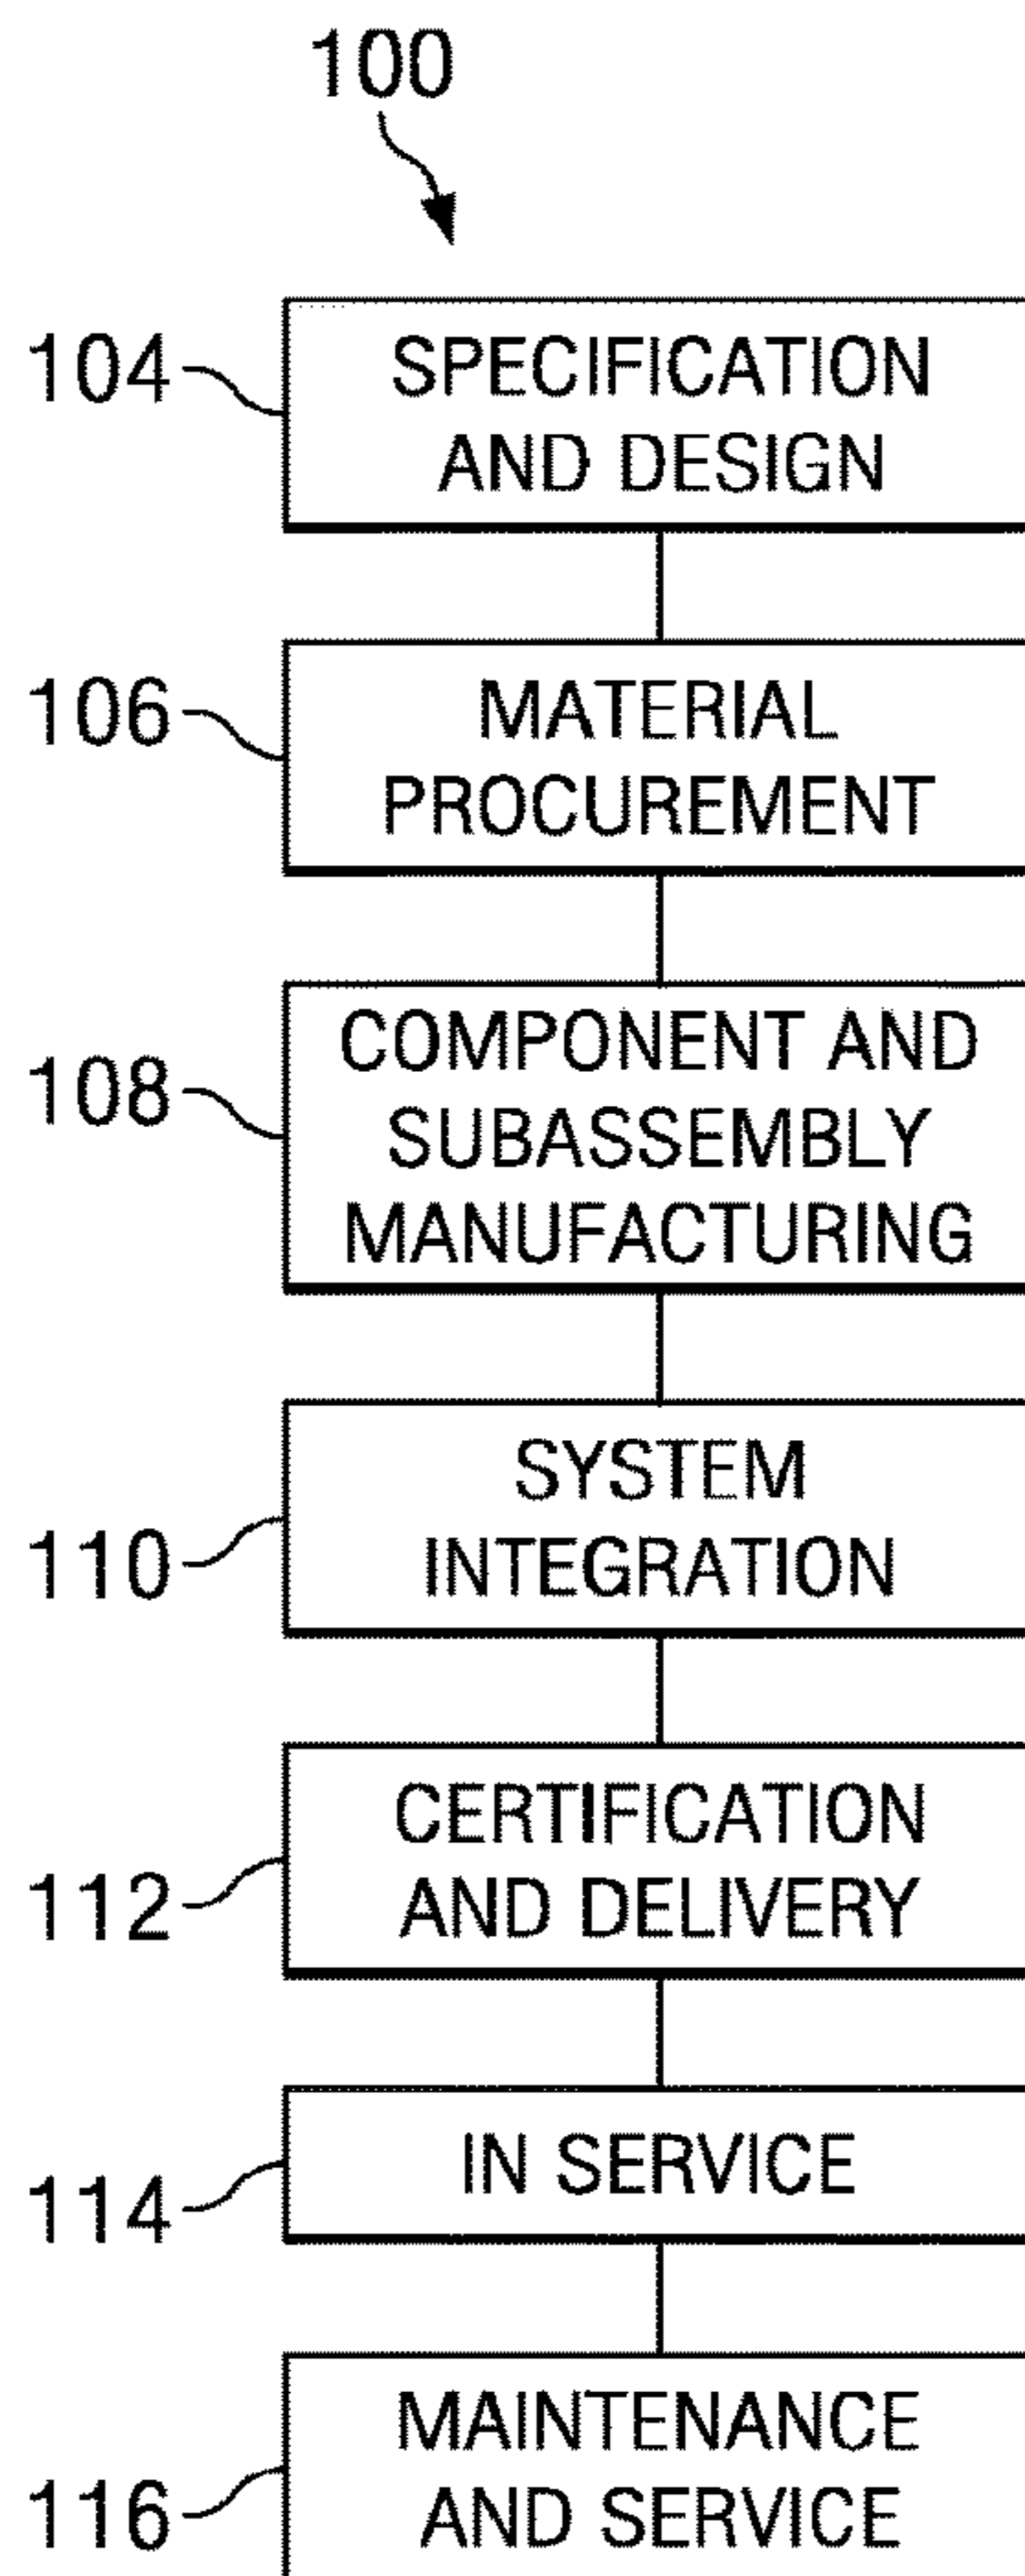 100
104
SPECIFICATION
AND DESIGN
106
MATERIAL
PROCUREMENT
108
COMPONENT AND
SUBASSEMBLY
MANUFACTURING
110
SYSTEM
INTEGRATION
112
CERTIFICATION
AND DELIVERY
114
IN SERVICE
116
MAINTENANCE
AND SERVICE